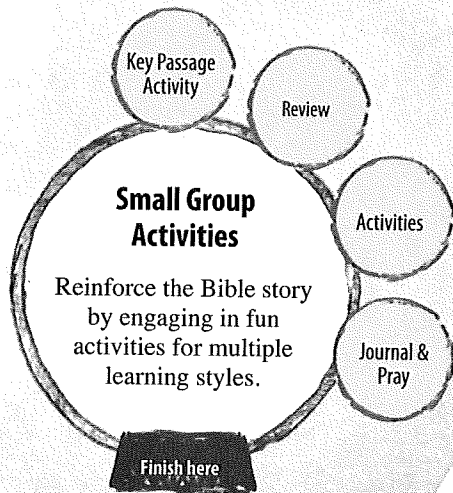 Key Passage
Activity
Review
Small Group
Activities
Reinforce the Bible story
by engaging in fun
activities for multiple
learning styles.
Activities
Journal &
Pray
Finish here